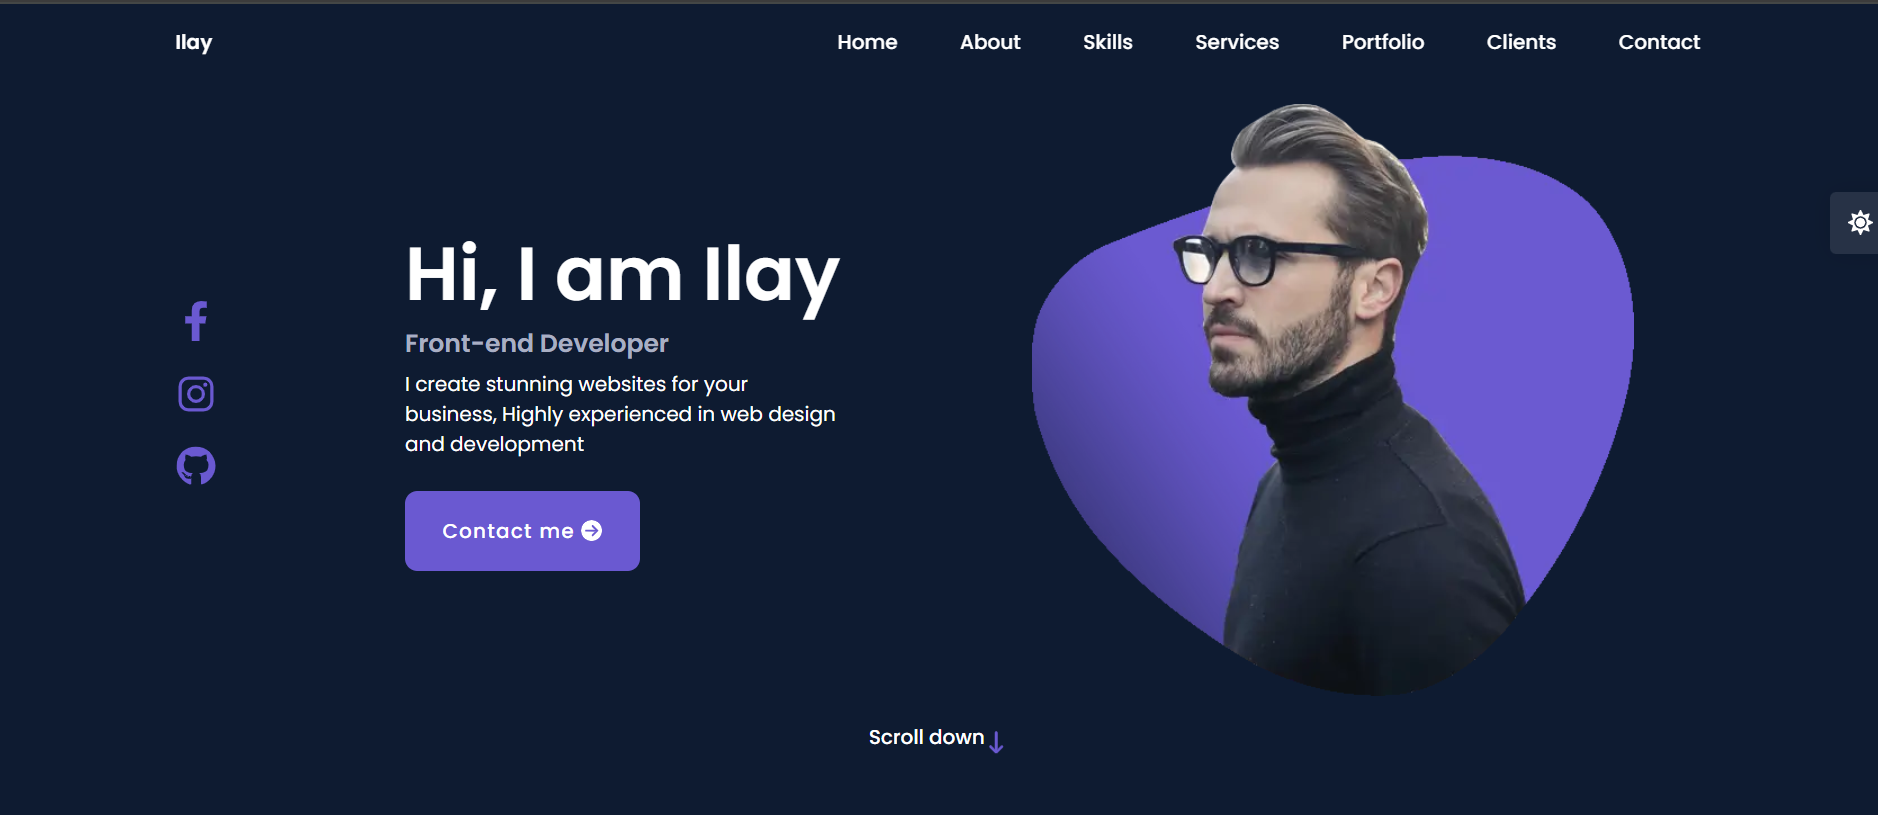 Ilay
Home About Skills Services Portfolio Clients Contact
Hi, I am Ilay
Front-end Developer
I create stunning websites for your
business, Highly experienced in web design
and development
Contact me
Scroll down